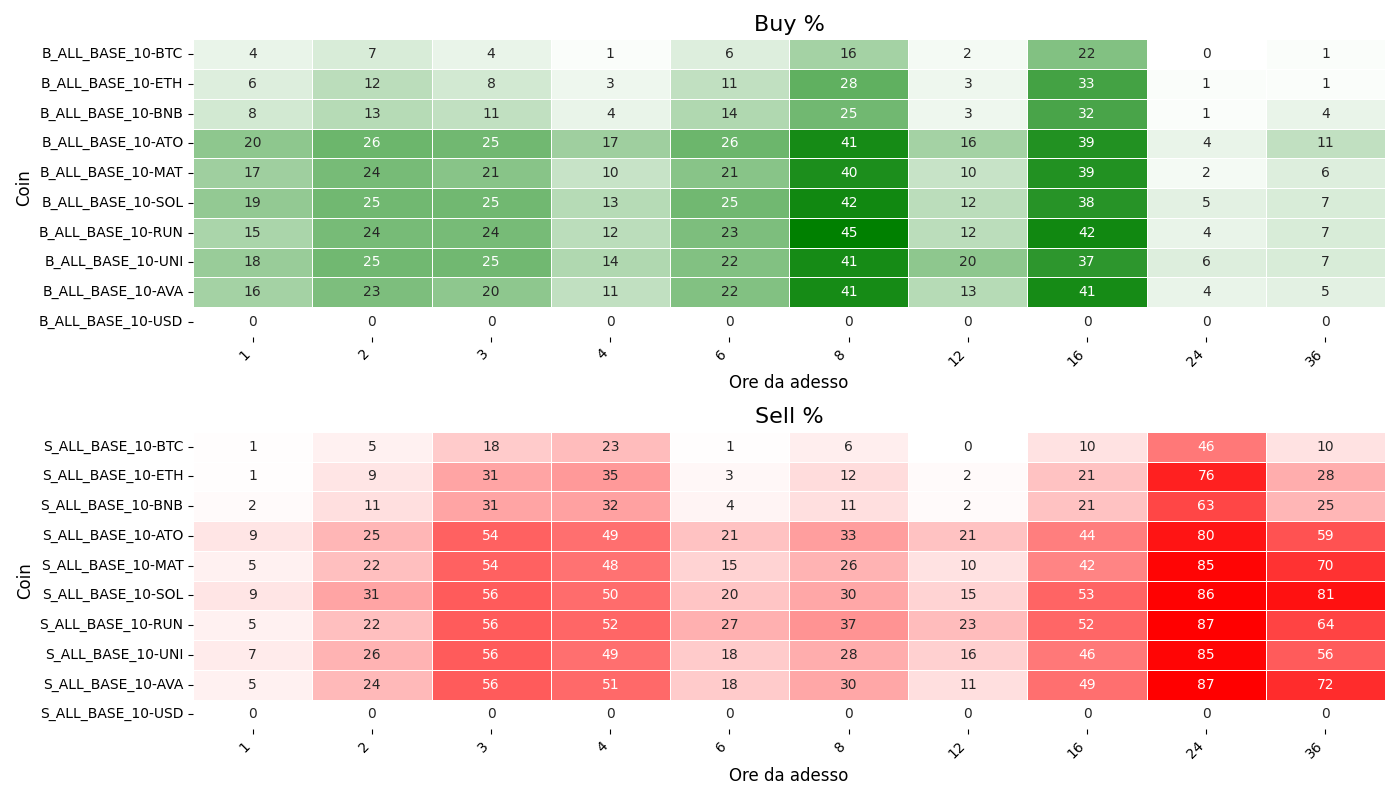 Buy %
Coin
B_ALL_BASE_10-BTC 4 7 4 1 6 16 2 22 0 1
B_ALL_BASE_10-ETH 6 12 8 3 11 28 3 33 1 1
B_ALL_BASE_10-BNB 8 13 11 4 14 25 3 32 1 4
B_ALL_BASE_10-ATO 20 26 25 17 26 41 16 39 4 11
B_ALL_BASE_10-MAT 17 24 21 10 21 40 10 39 2 6
B_ALL_BASE_10-SOL 19 25 25 13 25 42 12 38 5 7
B_ALL_BASE_10-RUN 15 24 24 12 23 45 12 42 4 7
B_ALL_BASE_10-UNI 18 25 25 14 22 41 20 37 6 7
B_ALL_BASE_10-AVA 16 23 20 11 22 41 13 41 4 5
B_ALL_BASE_10-USD 0 0 0 0 0 0 0 0 0 0
1 2 3 4 6 8 12 16 24 36
Ore da adesso
Sell %
Coin
S_ALL_BASE_10-BTC 1 5 18 23 1 6 0 10 46 10
S_ALL_BASE_10-ETH 1 9 31 35 3 12 2 21 76 28
S_ALL_BASE_10-BNB 2 11 31 32 4 11 2 21 63 25
S_ALL_BASE_10-ATO 9 25 54 49 21 33 21 44 80 59
S_ALL_BASE_10-MAT 5 22 54 48 15 26 10 42 85 70
S_ALL_BASE_10-SOL 9 31 56 50 20 30 15 53 86 81
S_ALL_BASE_10-RUN 5 22 56 52 27 37 23 52 87 64
S_ALL_BASE_10-UNI 7 26 56 49 18 28 16 46 85 56
S_ALL_BASE_10-AVA 5 24 56 51 18 30 11 49 87 72
S_ALL_BASE_10-USD 0 0 0 0 0 0 0 0 0 0
1 2 3 4 6 8 12 16 24 36
Ore da adesso